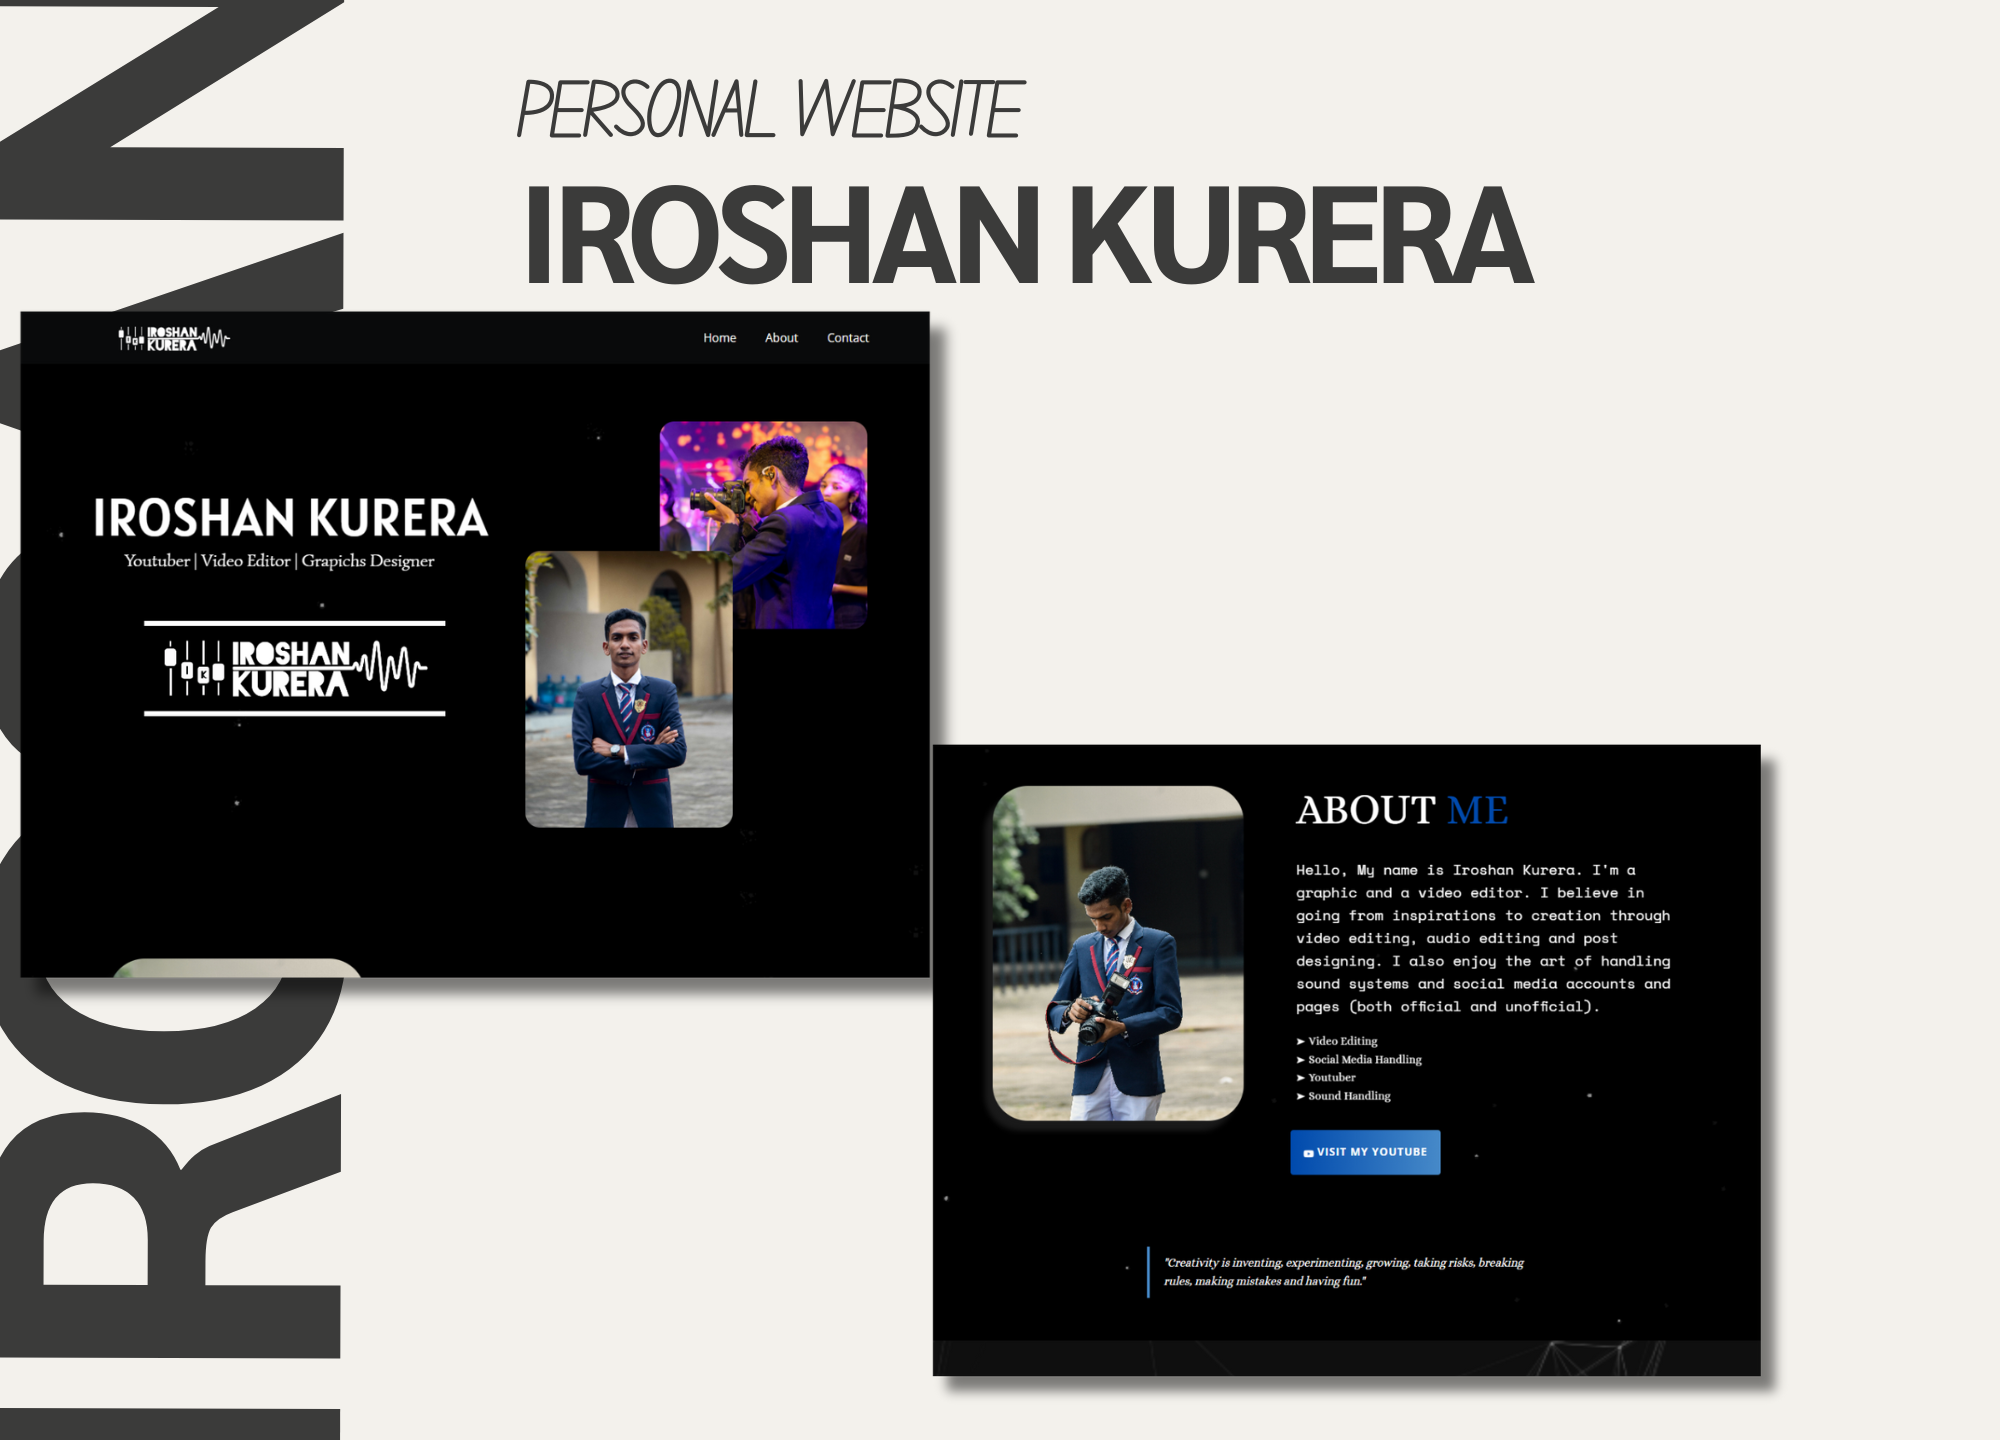 PERSONAL WEBSITE
IROSHAN KURERA
IROSHAN
IROSHAN
KURERA
Home
About
Contact
IROSHAN KURERA
Youtuber | Video Editor | Grapichs Designer
I K
IROSHAN
KURERA
ABOUT ME
Hello, My name is Iroshan Kurera. I'm a
graphic and a video editor. I believe in
going from inspirations to creation through
video editing, audio editing and post
designing. I also enjoy the art of handling
sound systems and social media accounts and
pages (both official and unofficial).
➤ Video Editing
➤ Social Media Handling
➤ Youtuber
➤ Sound Handling
VISIT MY YOUTUBE
"Creativity is inventing, experimenting, growing, taking risks, breaking
rules, making mistakes and having fun."